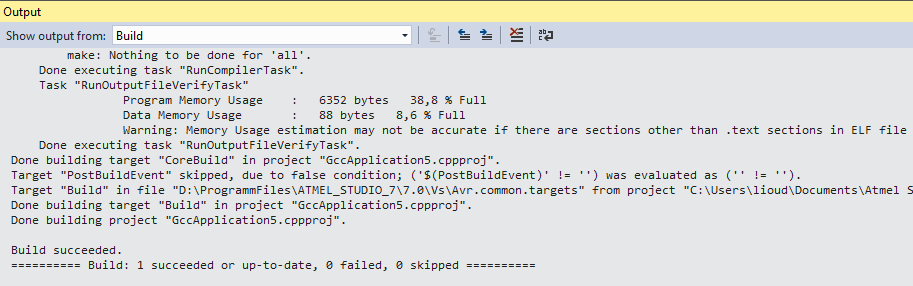 Output
Show output from: Build
make: Nothing to be done for 'all'.
Done executing task "RunCompilerTask".
Task "RunOutputFileVerifyTask"
Program Memory Usage : 6352 bytes 38,8 % Full
Data Memory Usage : 88 bytes 8,6 % Full
Warning: Memory Usage estimation may not be accurate if there are sections other than .text sections in ELF file
Done executing task "RunOutputFileVerifyTask".
Done building target "CoreBuild" in project "GccApplication5.cppproj".
Target "PostBuildEvent" skipped, due to false condition; ('$(PostBuildEvent)' != '') was evaluated as ('' != '').
Target "Build" in file "D:\ProgrammFiles\ATMEL_STUDIO_7\7.0\Vs\Avr.common.targets" from project "C:\Users\lioud\Documents\Atmel S
Done building target "Build" in project "GccApplication5.cppproj".
Done building project "GccApplication5.cppproj".
Build succeeded.
========== Build: 1 succeeded or up-to-date, 0 failed, 0 skipped ==========